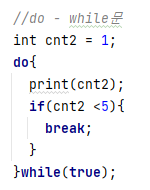 //do - while문
int cnt2 = 1;
do{
  print(cnt2);
  if(cnt2 <5){
    break;
  }
}while(true);